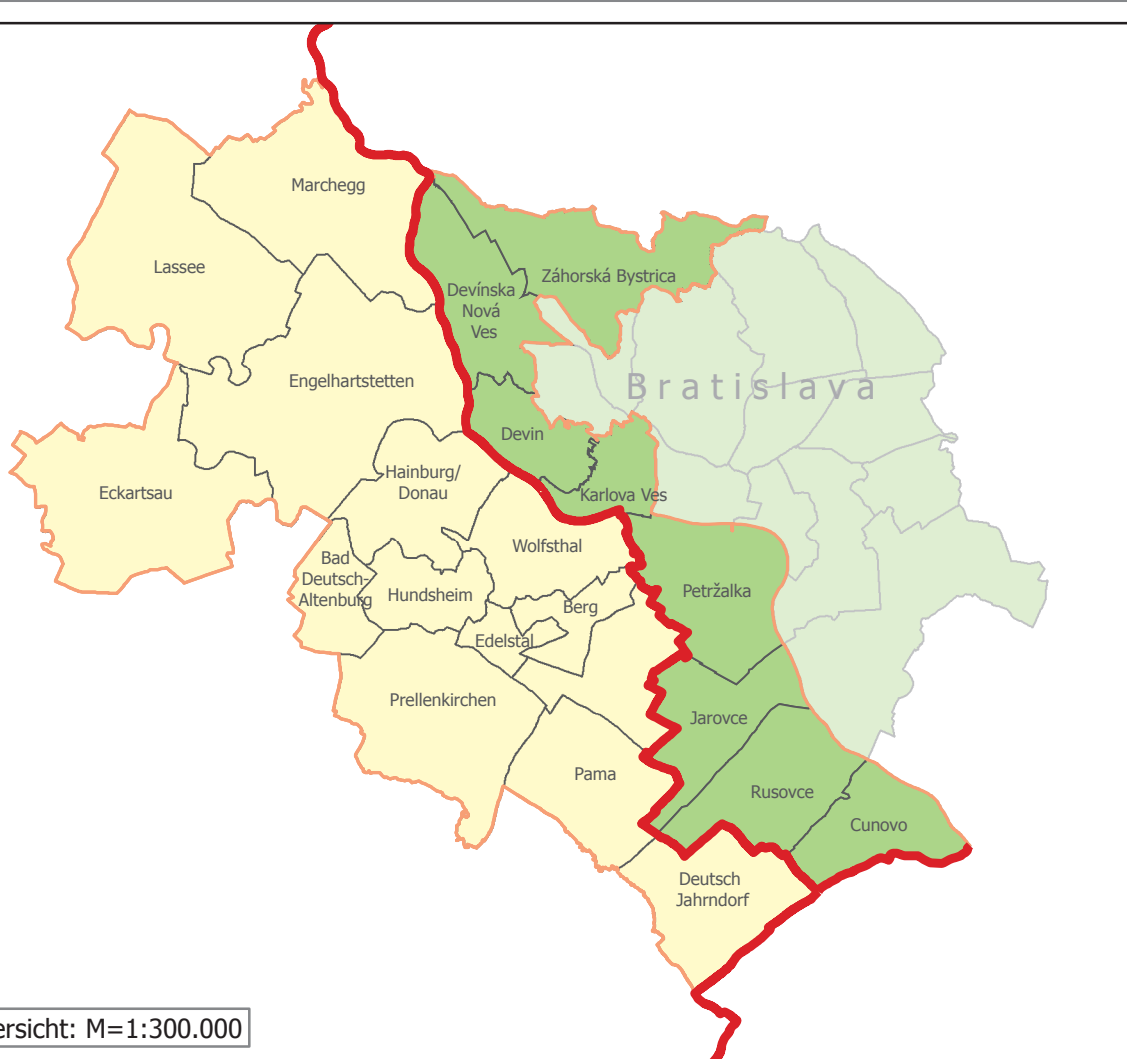 Marchegg
Lassee
Záhorská Bystrica
Devínska
Nová
Ves
Engelhartstetten
Bratislava
Devin
Hainburg/
Donau
Eckartsau
Karlova Ves
Wolfsthal
Bad
Deutsch-
Altenburg
Hundsheim
Berg
Petržalka
Edelstal
Prellenkirchen
Jarovce
Pama
Rusovce
Cunovo
Deutsch
Jahrndorf
ersicht: M=1:300.000